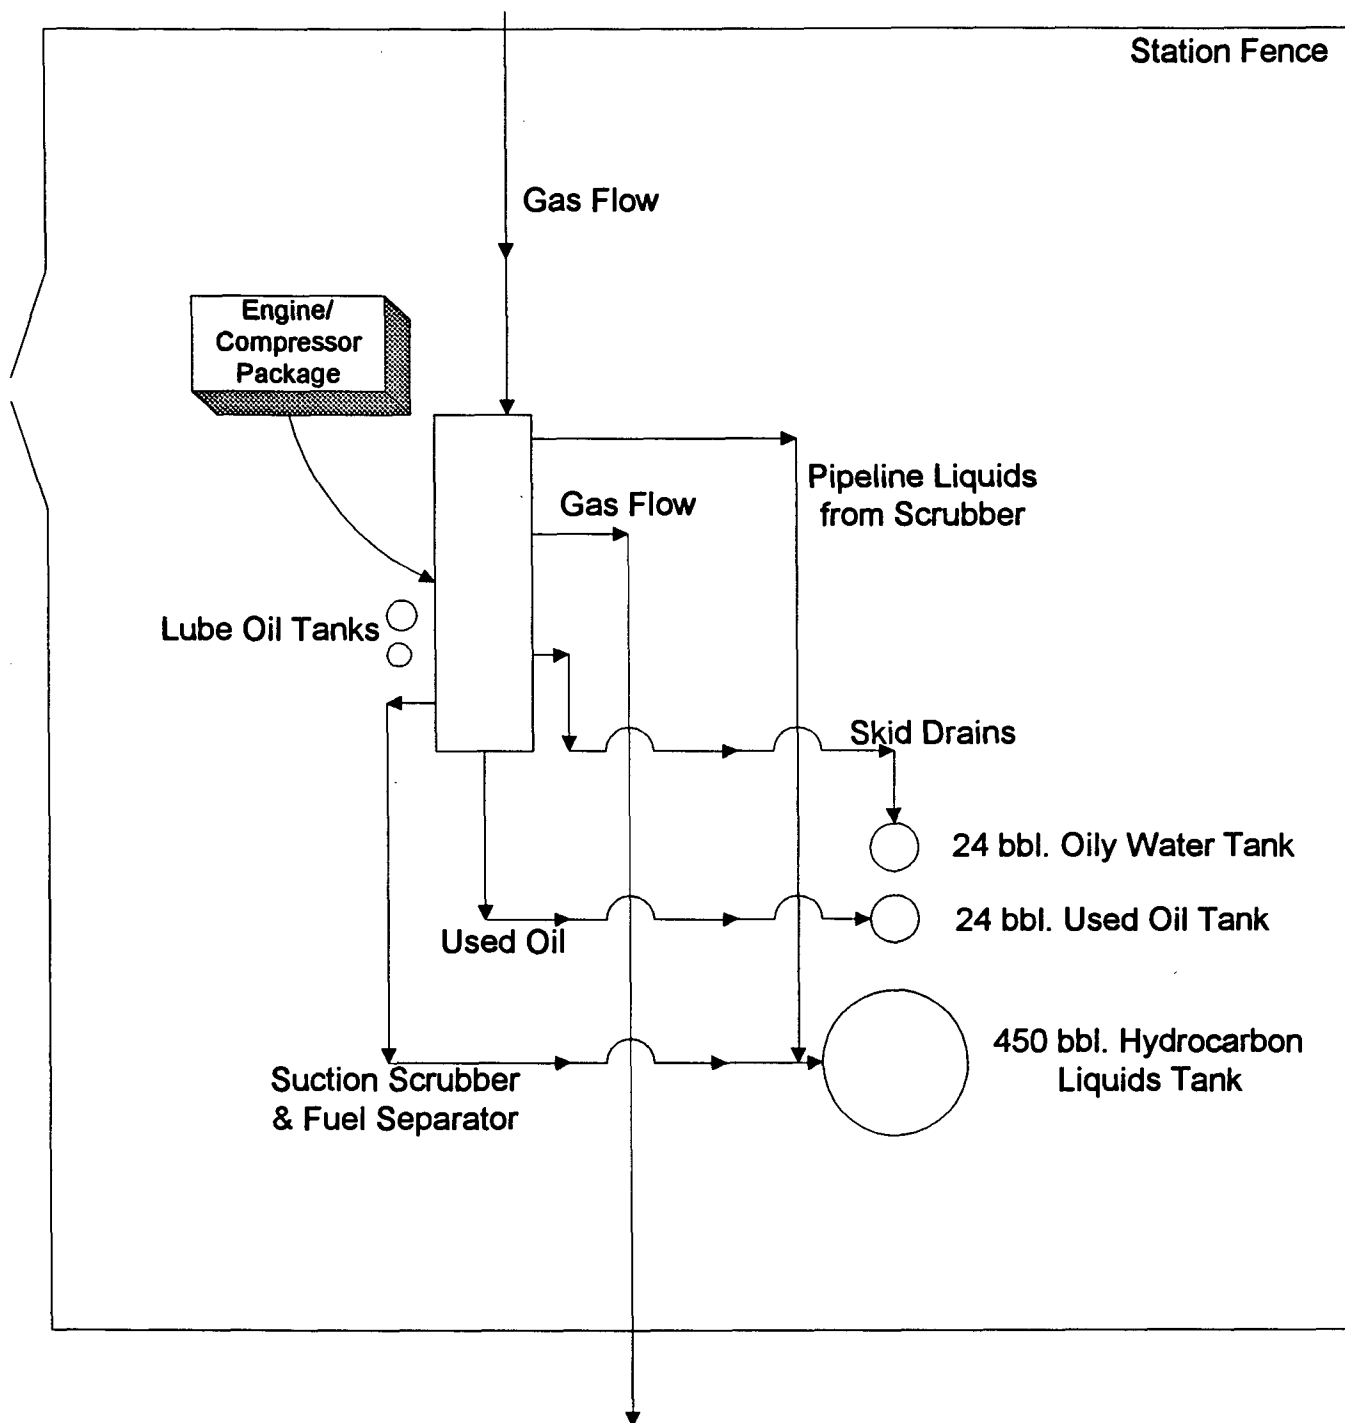 Station Fence
Gas Flow
Engine/
Compressor
Package
Pipeline Liquids
from Scrubber
Gas Flow
Lube Oil Tanks
Skid Drains
24 bbl. Oily Water Tank
24 bbl. Used Oil Tank
Used Oil
450 bbl. Hydrocarbon
Liquids Tank
Suction Scrubber
& Fuel Separator